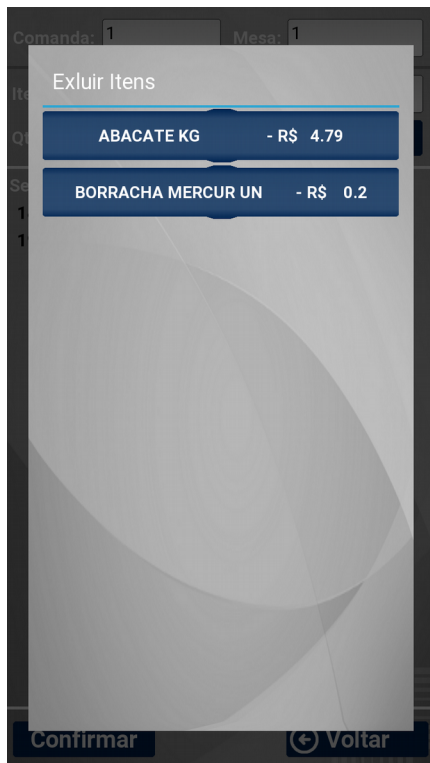 Comanda: 1 Mesa: 1
Exluir Itens
ABACATE KG - R$ 4.79
BORRACHA MERCUR UN - R$ 0.2
Confirmar Voltar